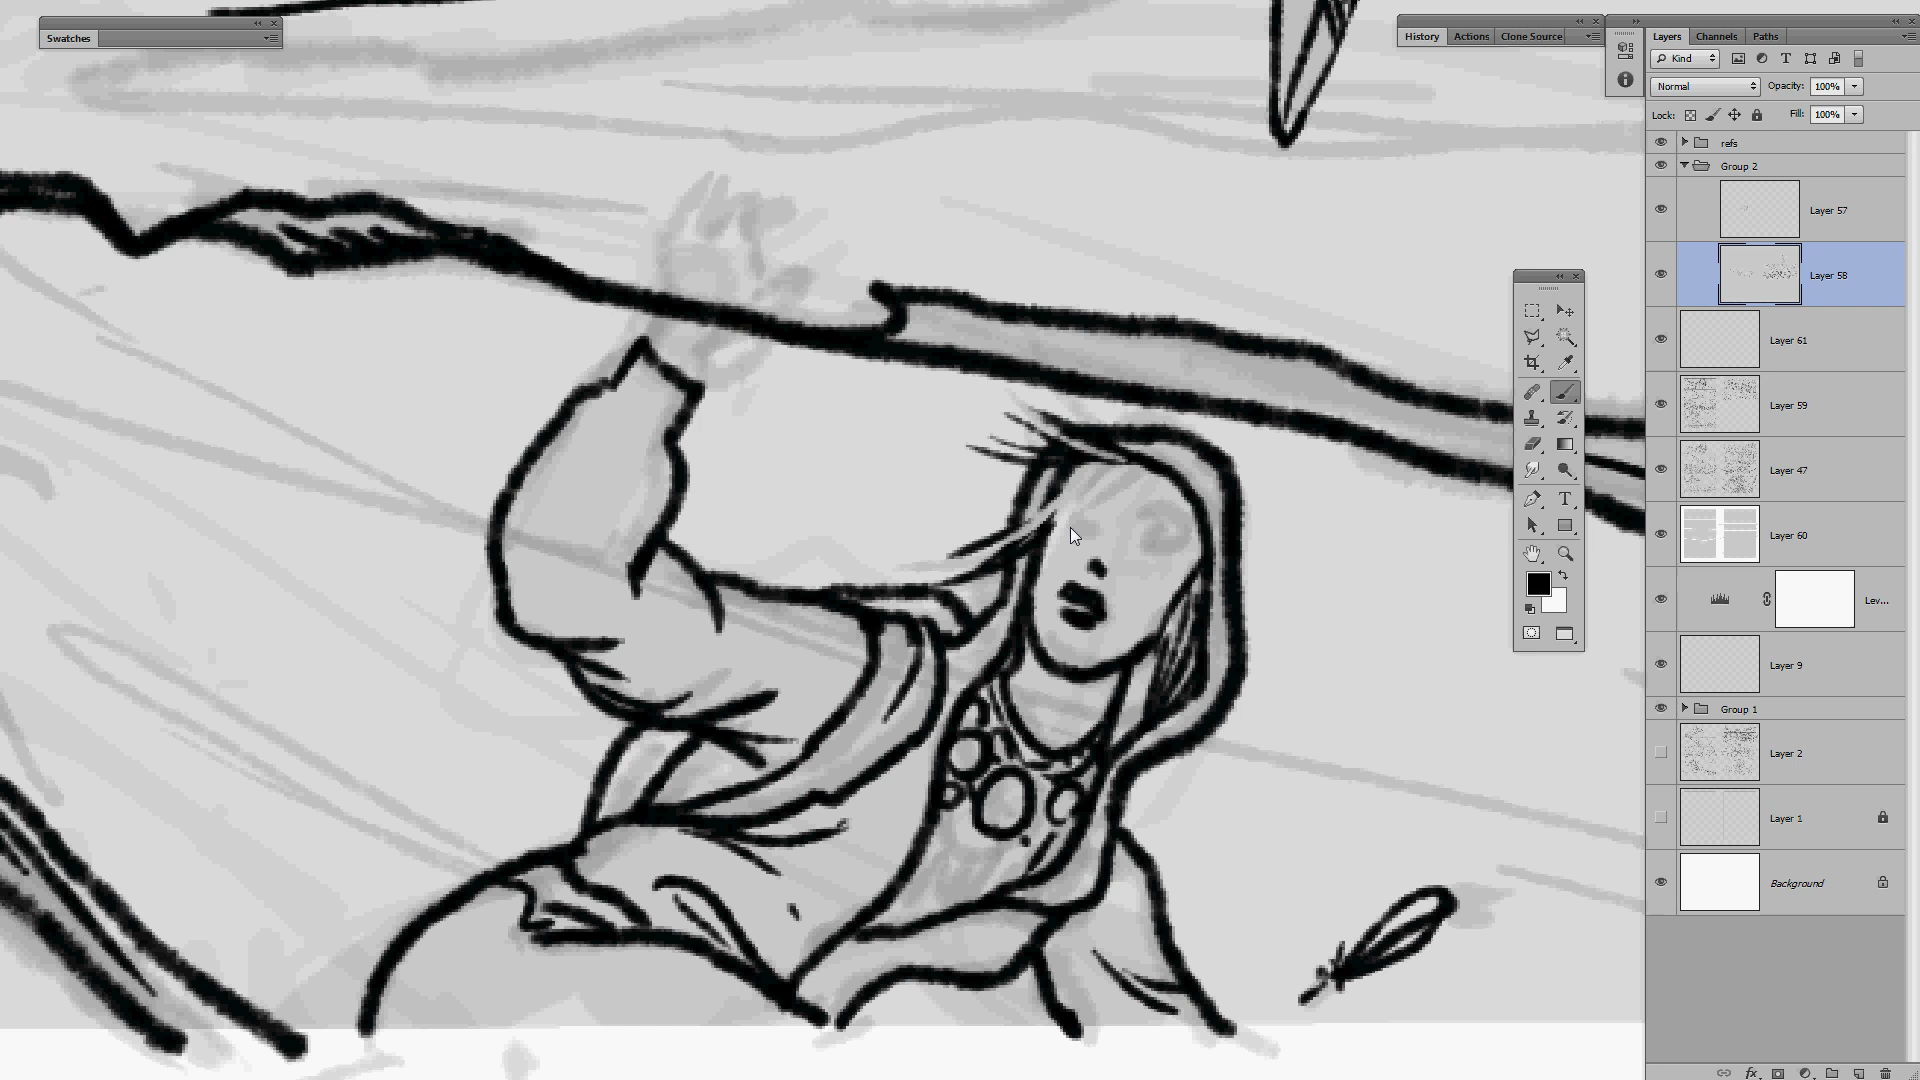 Swatches
History Actions Clone Source
Layers Channels Paths
Kind
Normal Opacity: 100%
Lock: Fill: 100%
refs
Group 2
Layer 57
Layer 58
Layer 61
Layer 59
Layer 47
Layer 60
Lev...
Layer 9
Group 1
Layer 2
Layer 1
Background
fx